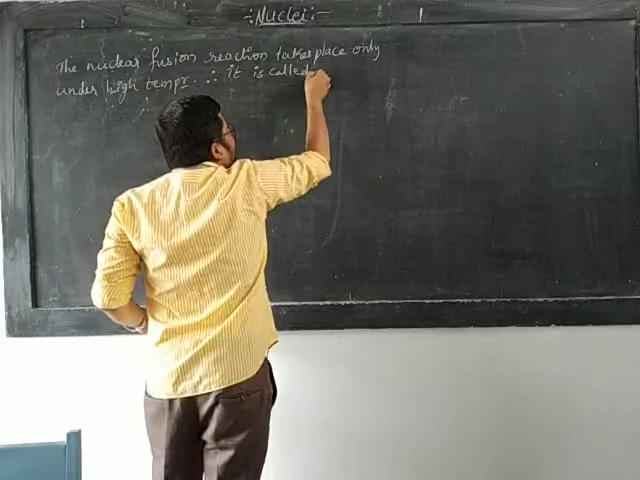 ÷Nuclei:-
The nuclear fusion reaction takes place only
under high tempr. ∴ it is called